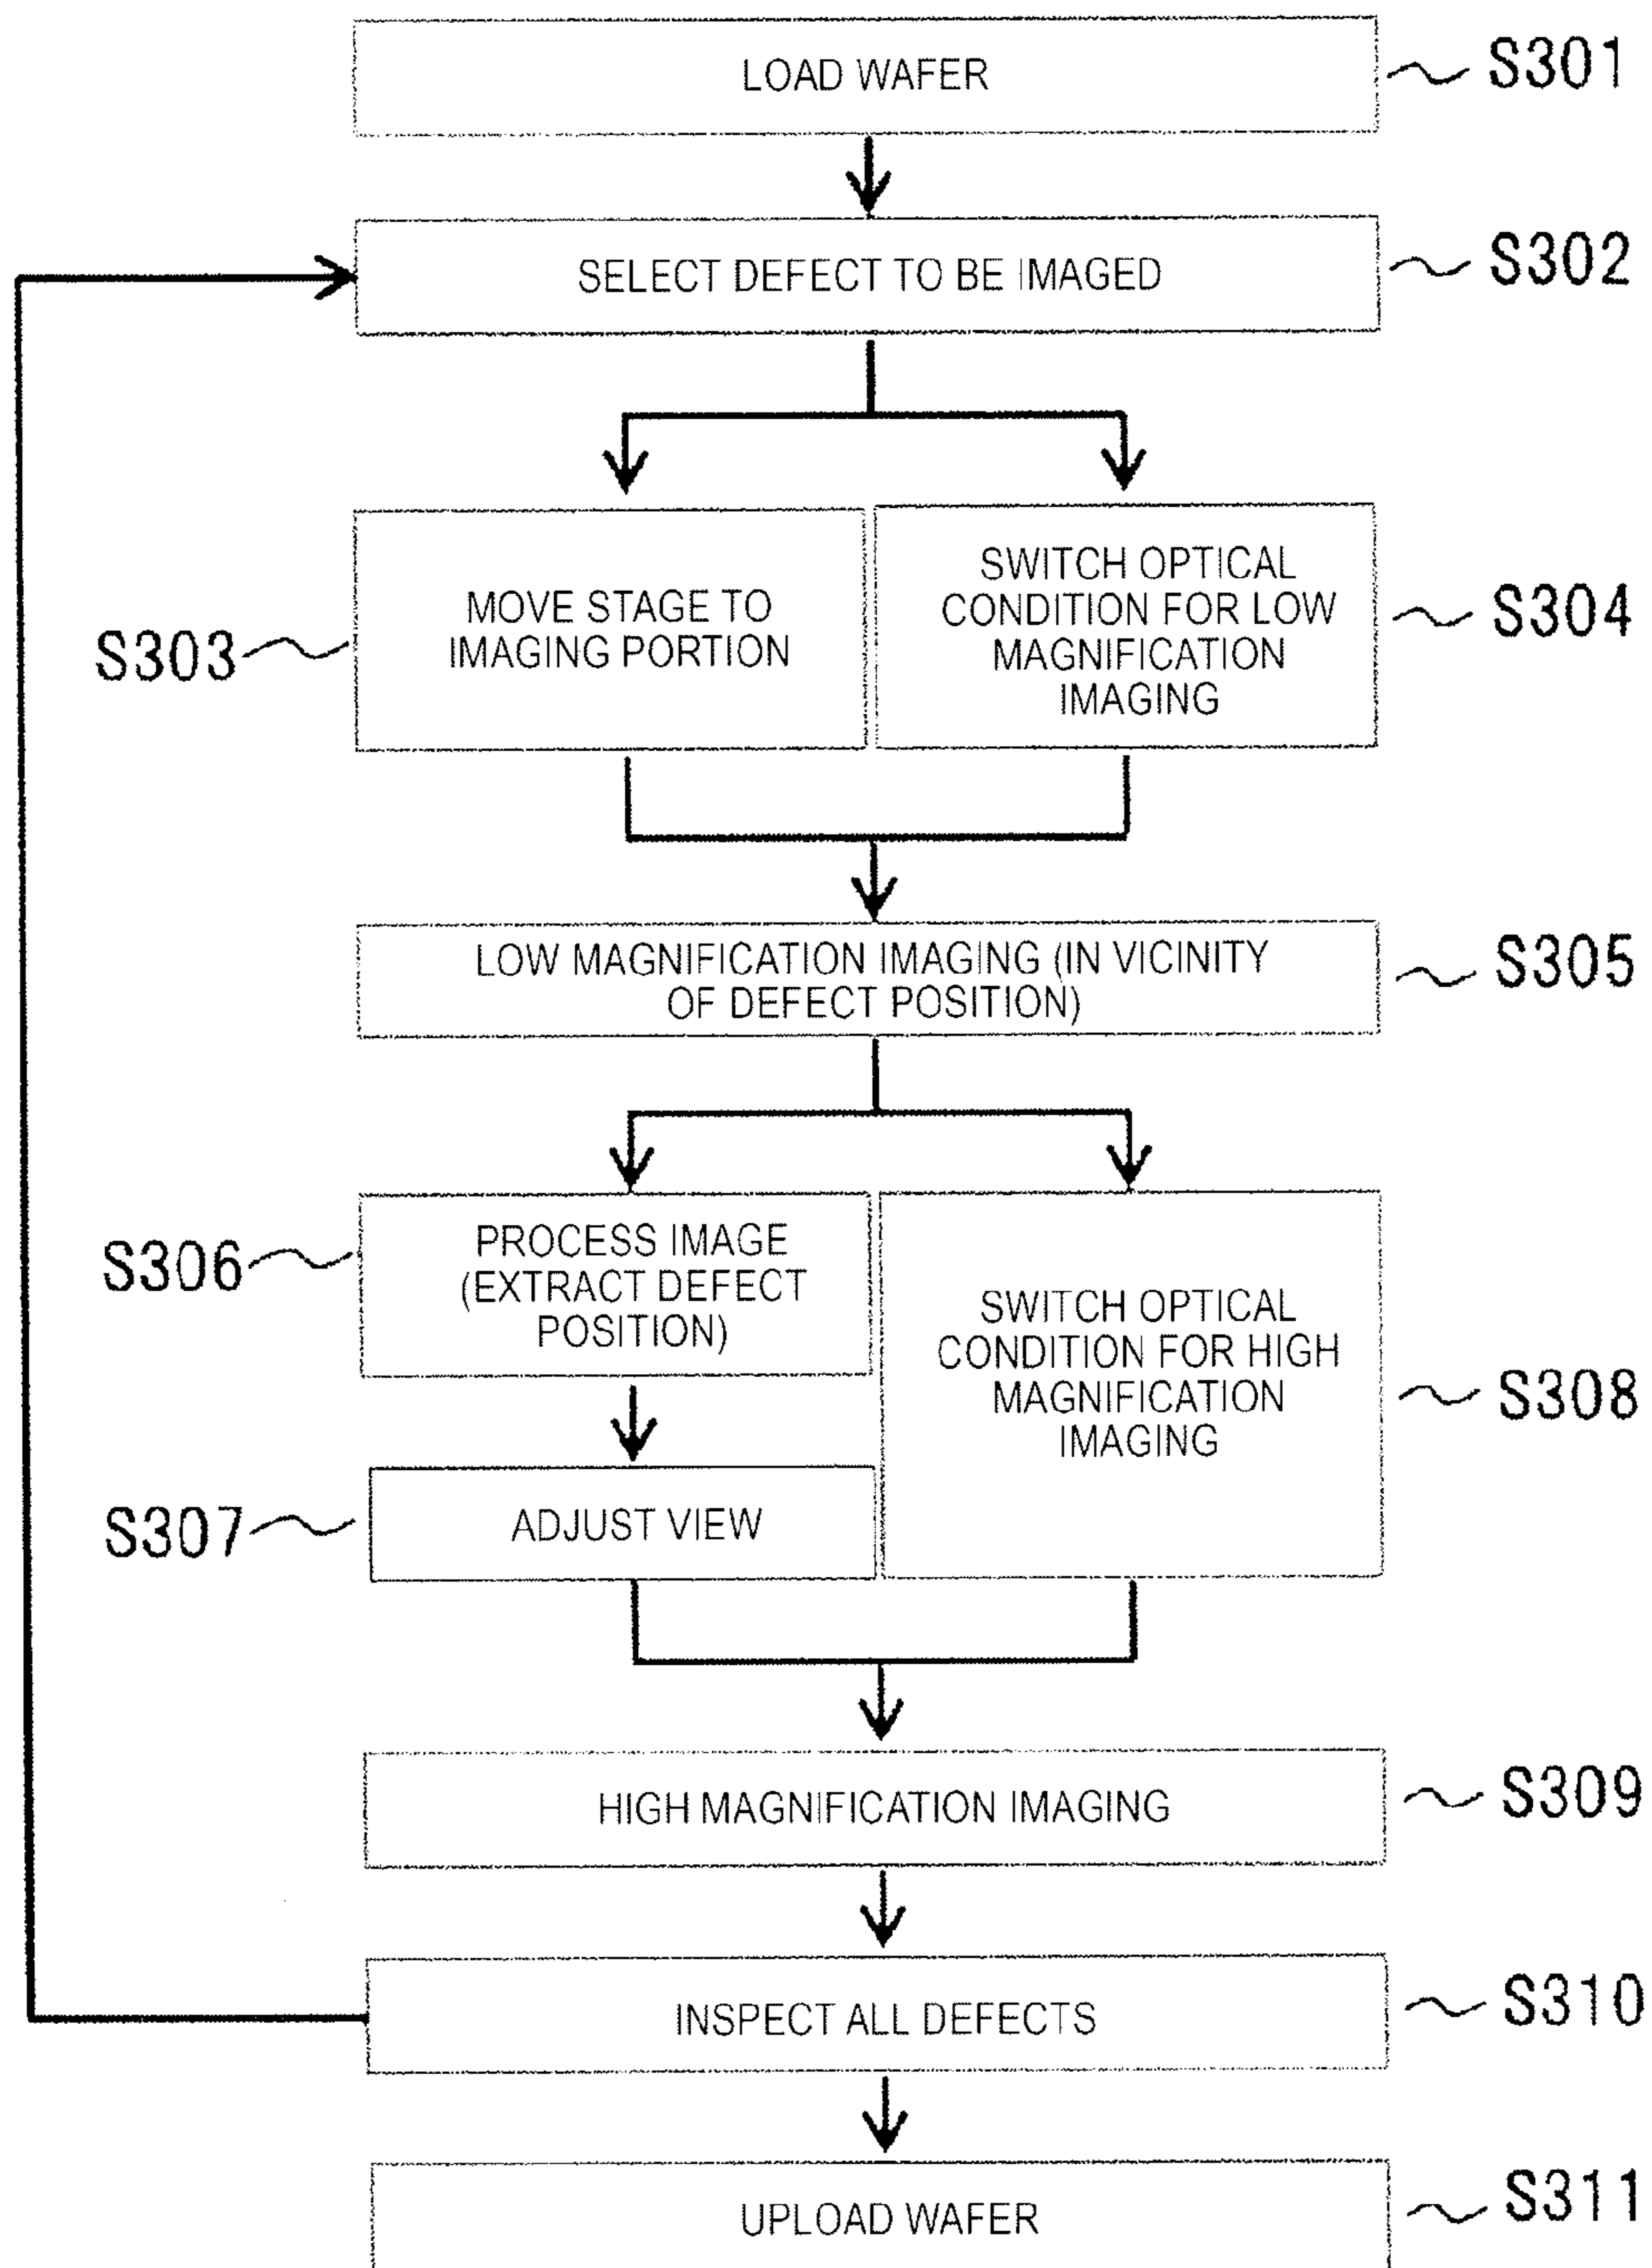 LOAD WAFER
S301
SELECT DEFECT TO BE IMAGED
S302
S303
MOVE STAGE TO
IMAGING PORTION
SWITCH OPTICAL
CONDITION FOR LOW
MAGNIFICATION
IMAGING
S304
LOW MAGNIFICATION IMAGING (IN VICINITY
OF DEFECT POSITION)
S305
S306
PROCESS IMAGE
(EXTRACT DEFECT
POSITION)
S307
ADJUST VIEW
SWITCH OPTICAL
CONDITION FOR HIGH
MAGNIFICATION
IMAGING
S308
HIGH MAGNIFICATION IMAGING
S309
INSPECT ALL DEFECTS
S310
UPLOAD WAFER
S311